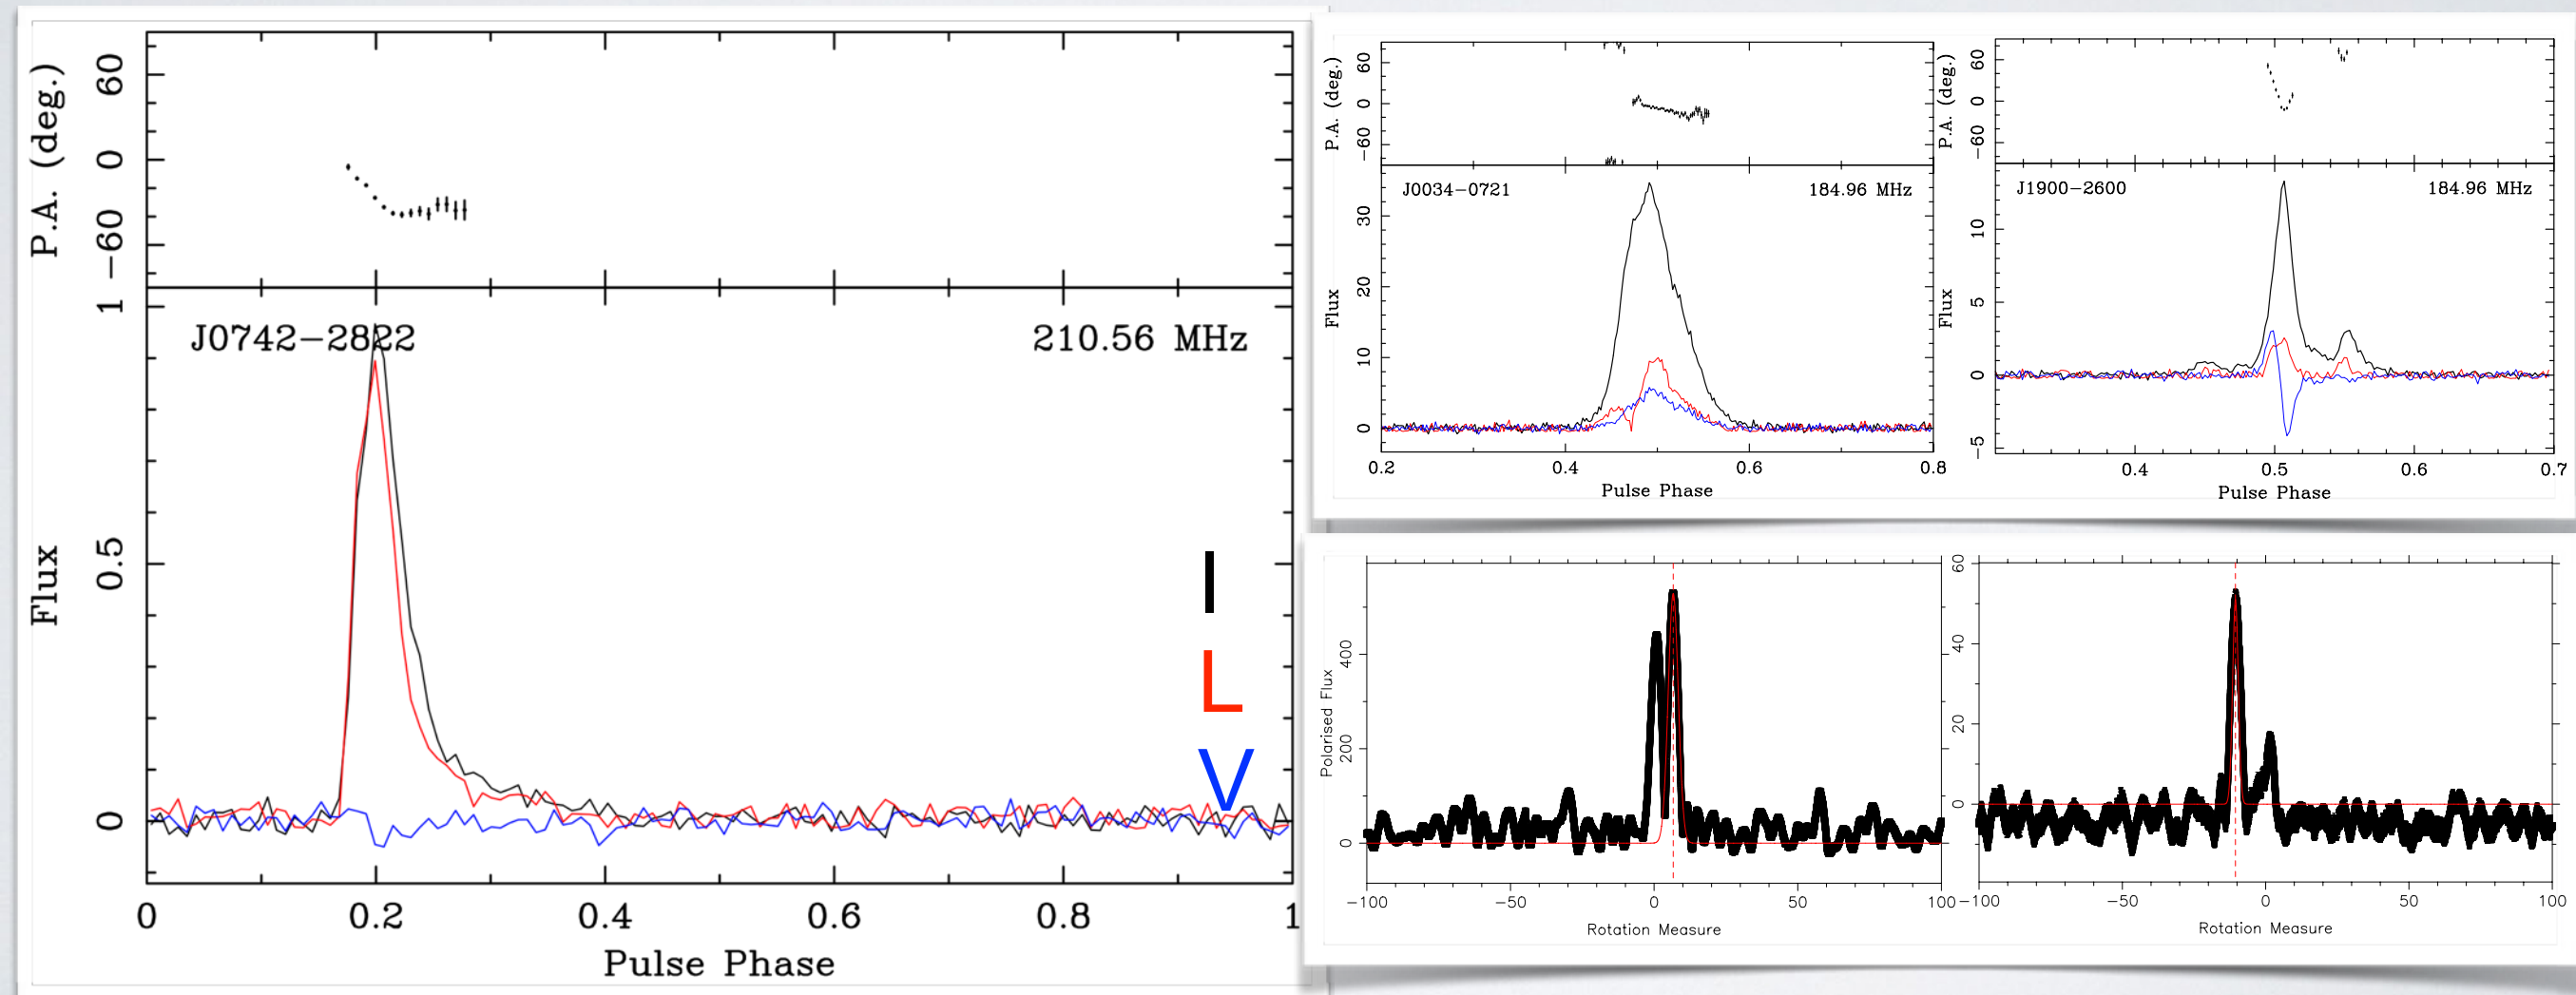 P.A. (deg.)
60
0
−60
J0742−2822
210.56 MHz
Flux
1
0.5
0
I
L
V
0 0.2 0.4 0.6 0.8 1
Pulse Phase
P.A. (deg.)
60
0
−60
J0034−0721
184.96 MHz
Flux
30
20
10
0
0.2 0.4 0.6 0.8
Pulse Phase
P.A. (deg.)
60
0
−60
J1900−2600
184.96 MHz
Flux
10
5
0
−5
0.4 0.5 0.6 0.7
Pulse Phase
Polarised Flux
400
200
0
−100 −50 0 50 100
Rotation Measure
60
40
20
0
−100 −50 0 50 100
Rotation Measure